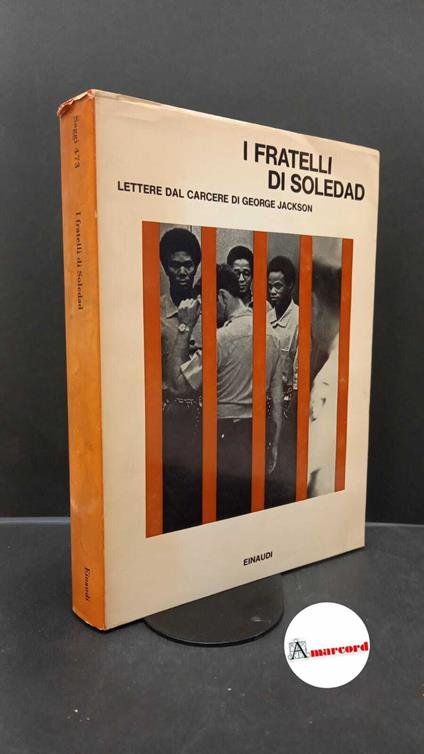 Saggi 473
I fratelli di Soledad
Einaudi
I FRATELLI
DI SOLEDAD
LETTERE DAL CARCERE DI GEORGE JACKSON
EINAUDI
Amarcord